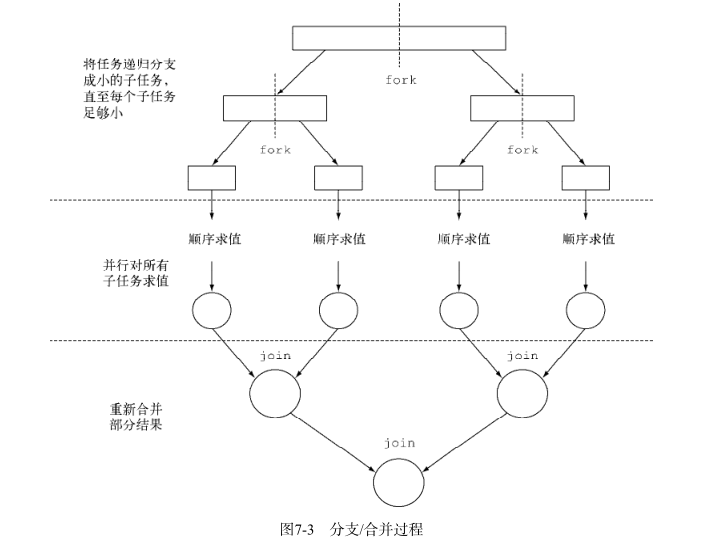 fork
将任务递归分支
成小的子任务，
直至每个子任务
足够小
fork
fork
顺序求值
顺序求值
顺序求值
顺序求值
并行对所有
子任务求值
join
join
重新合并
部分结果
join
图7-3 分支/合并过程